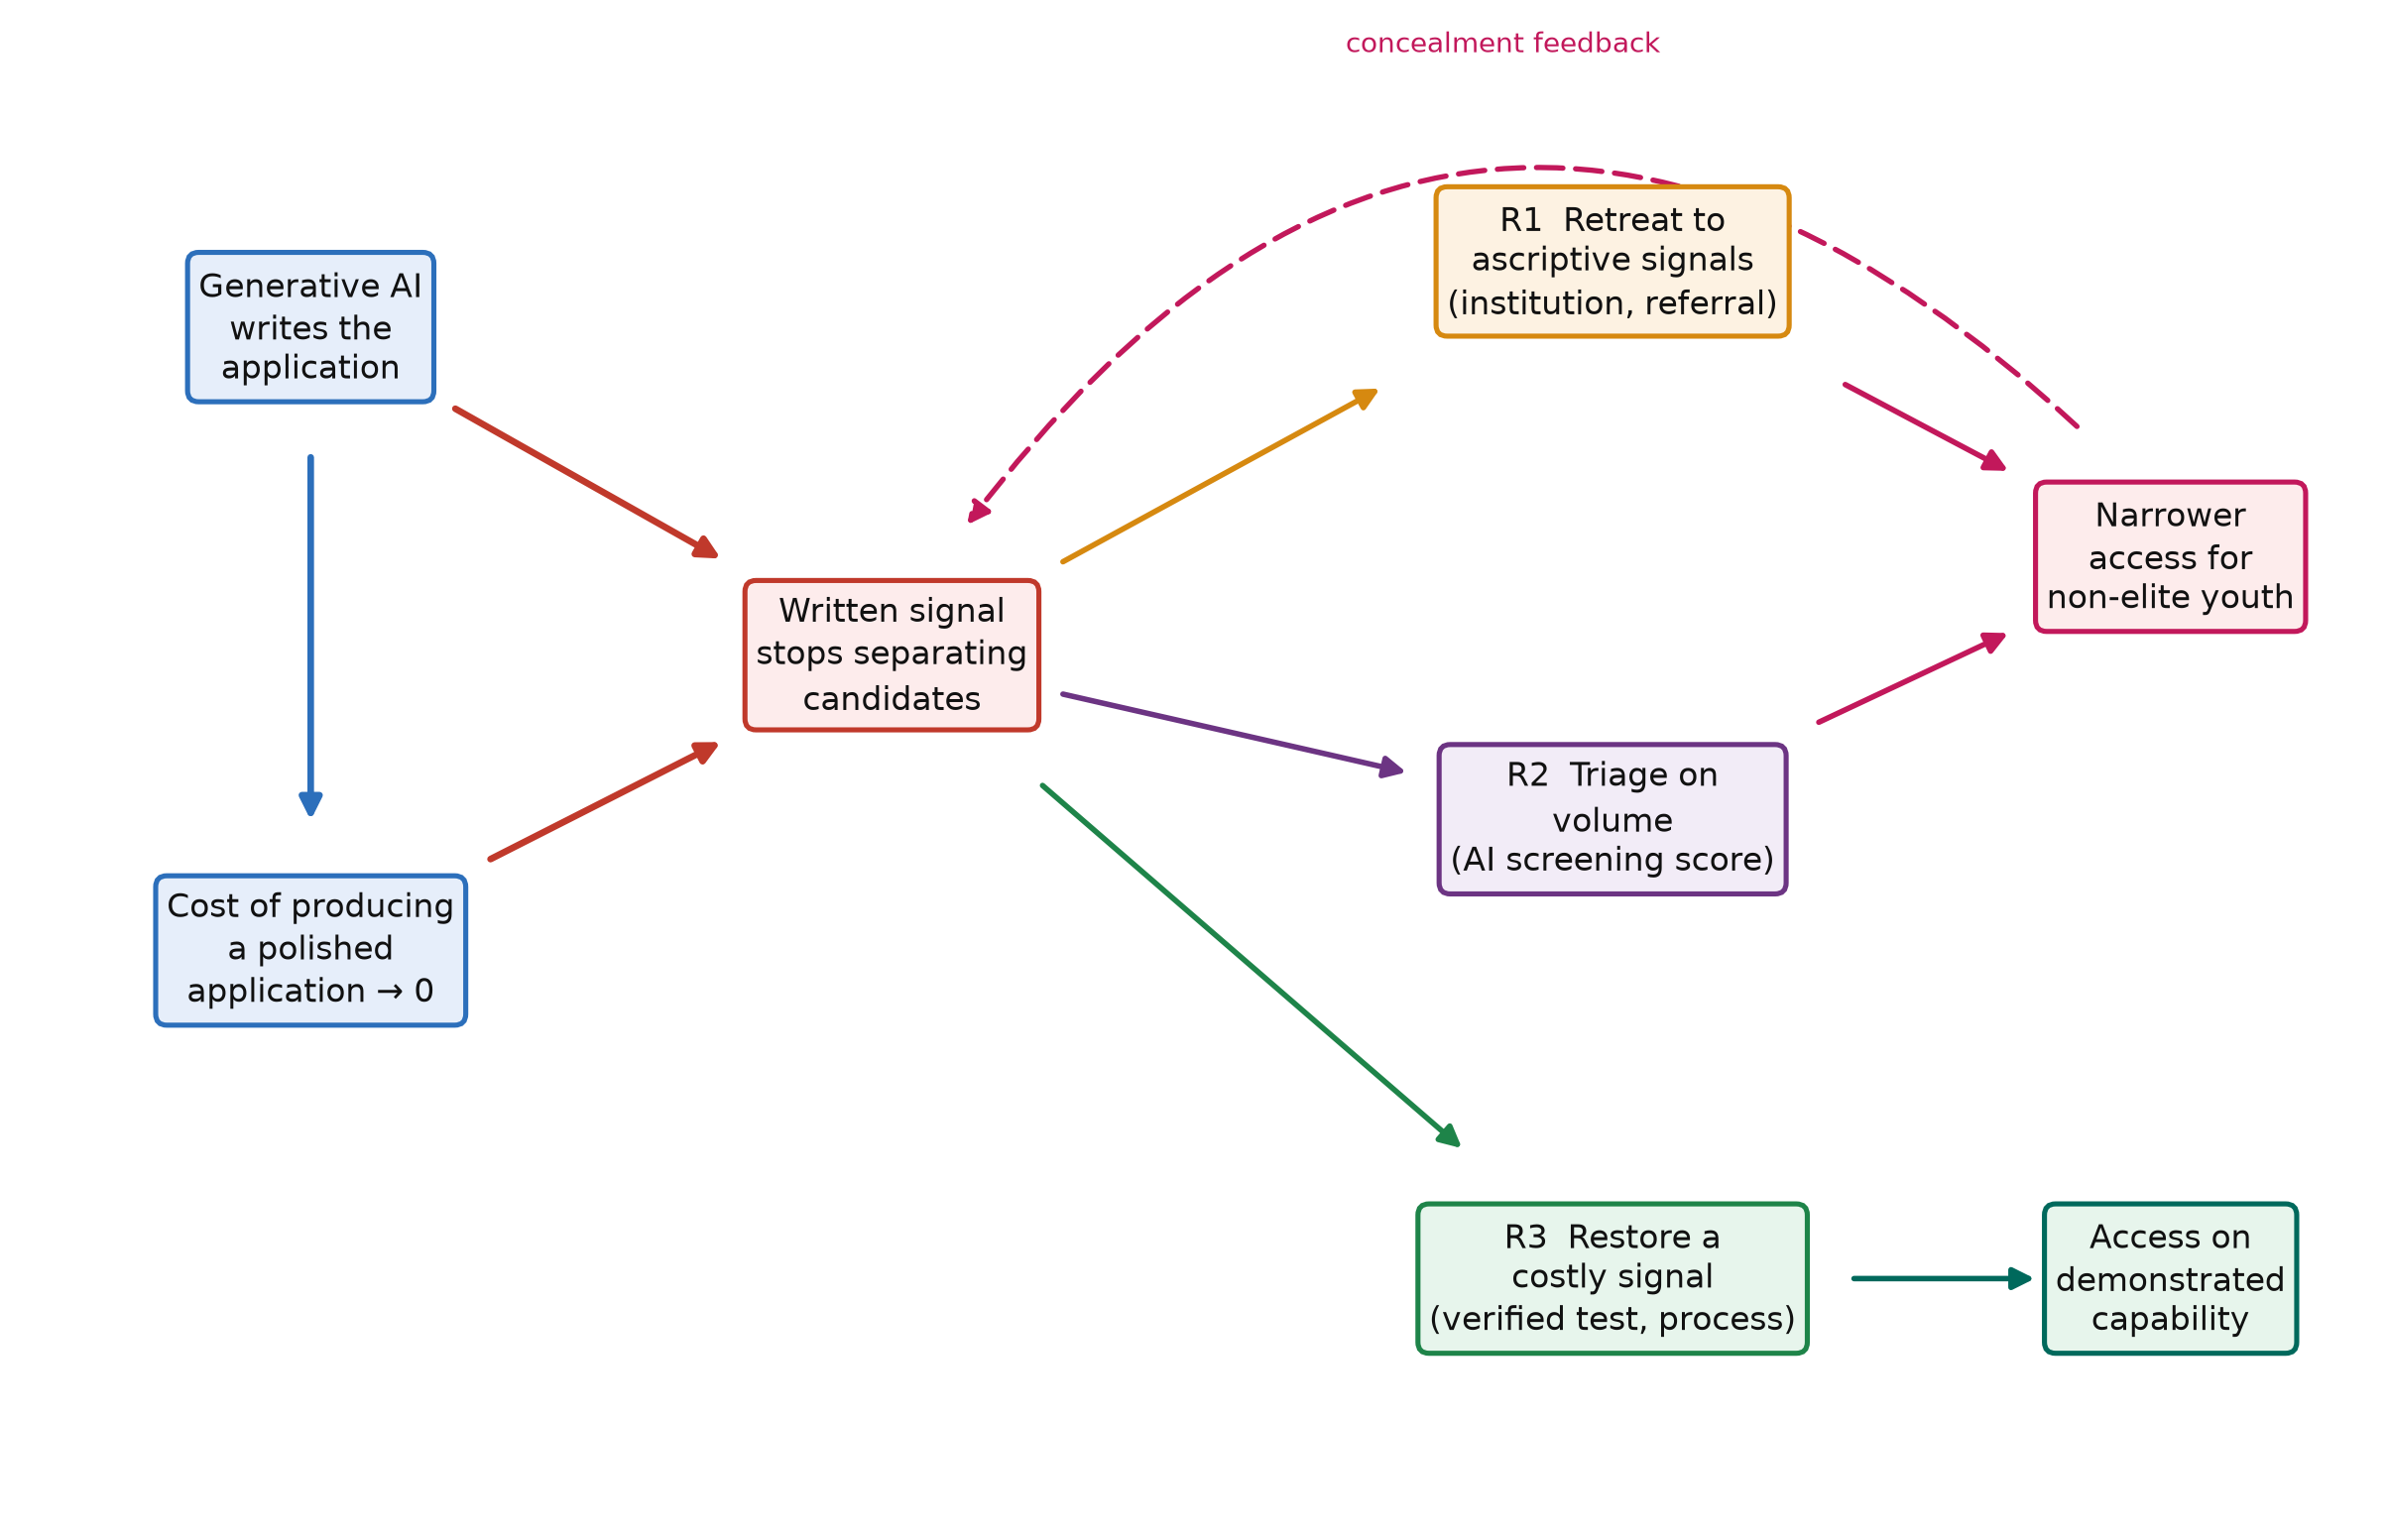 concealment feedback
Generative AI
writes the
application
Cost of producing
a polished
application → 0
Written signal
stops separating
candidates
R1  Retreat to
ascriptive signals
(institution, referral)
R2  Triage on
volume
(AI screening score)
R3  Restore a
costly signal
(verified test, process)
Narrower
access for
non-elite youth
Access on
demonstrated
capability